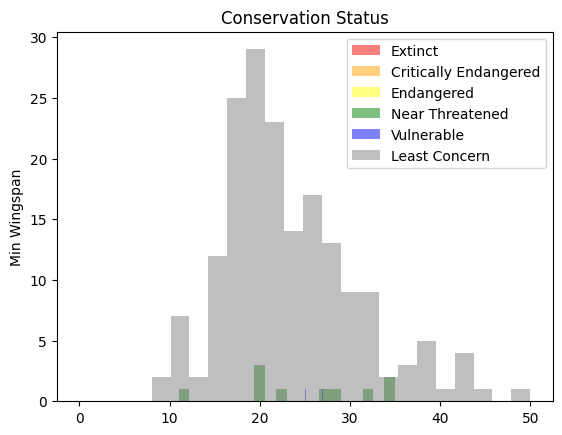 Conservation Status
Min Wingspan
30
25
20
15
10
5
0
Extinct
Critically Endangered
Endangered
Near Threatened
Vulnerable
Least Concern
0 10 20 30 40 50